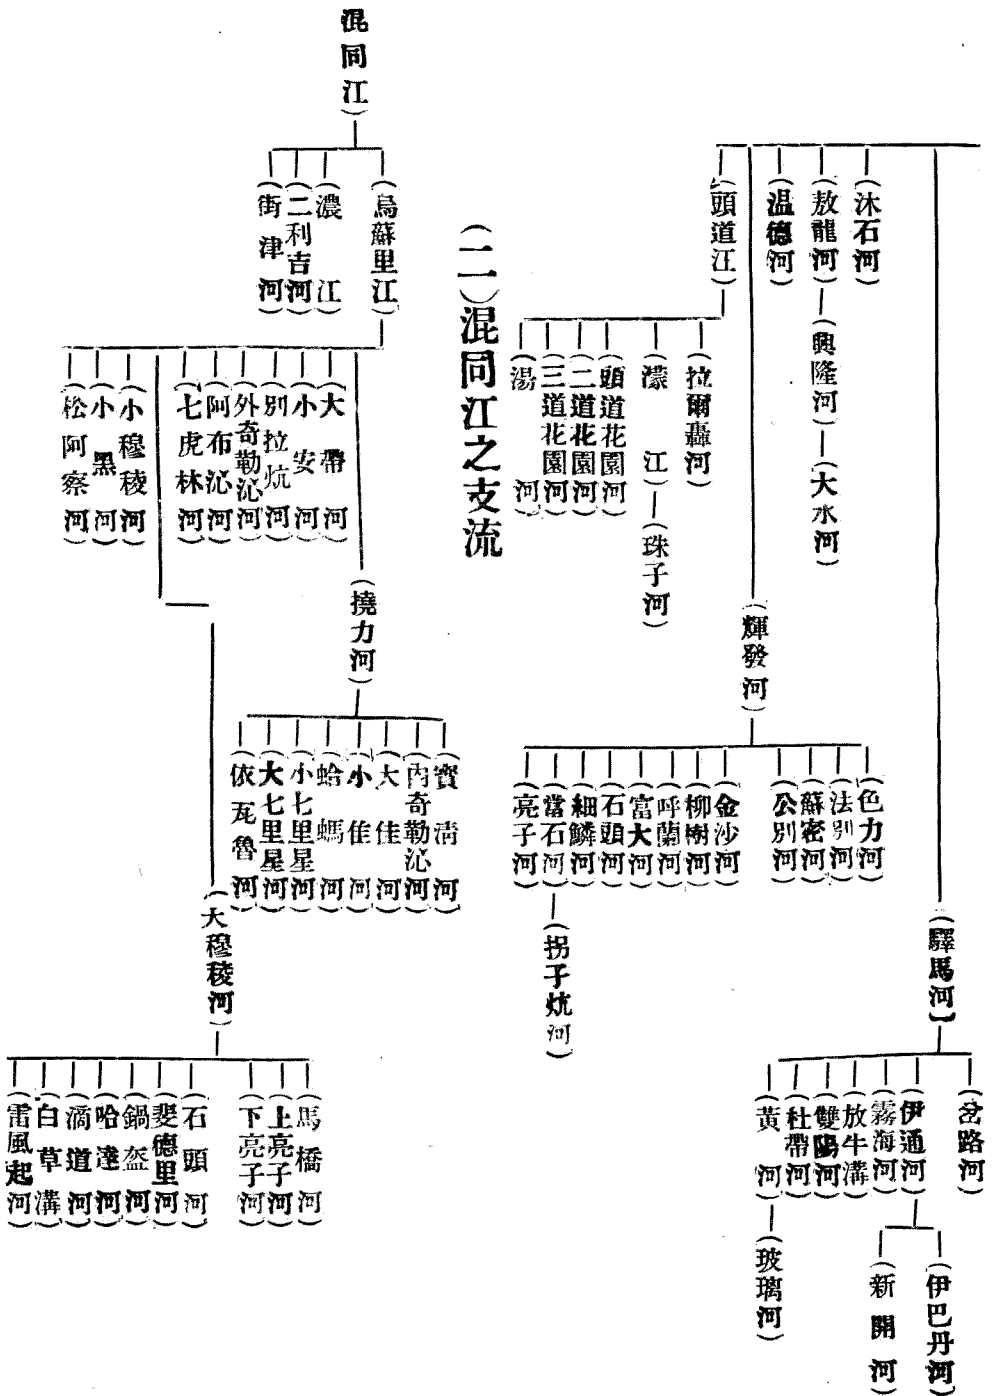 （沐石河）
（敖龍河）—（興隆河）—（大水河）
（温德河）
（頭道江）
（拉爾轟河）
（濛江）—（珠子河）
（頭道花園河）
（二道花園河）
（三道花園河）
（湯河）
（輝發河）
（色力河）
（法別河）
（蘇密河）
（公別河）
（金沙河）
（柳樹河）
（呼蘭河）
（富大河）
（石頭河）
（細鱗河）
（當石河）—（拐子炕河）
（亮子河）
（驛馬河）
（岔路河）
（伊通河）
（伊巴丹河）
（新開河）
（霧海河）
（放牛溝）
（雙陽河）
（杜帶河）
（黃河）—（玻璃河）
（二）混同江之支流
混同江）
（烏蘇里江）
（濃江）
（二利吉河）
（街津河）
（大帶河）
（小安河）
（別拉炕河）
（外奇勒沁河）
（阿布沁河）
（七虎林河）
（小穆稜河）
（小黑河）
（松阿察河）
（撓力河）
（寶清河）
（內奇勒沁河）
（大佳河）
（小佳河）
（蛤螞河）
（小七里星河）
（大七里星河）
（依瓦魯河）
（大穆稜河）
（馬橋河）
（上亮子河）
（下亮子河）
（石頭河）
（斐德里河）
（鍋盔河）
（哈達河）
（滴道河）
（白草溝）
（雷風起河）